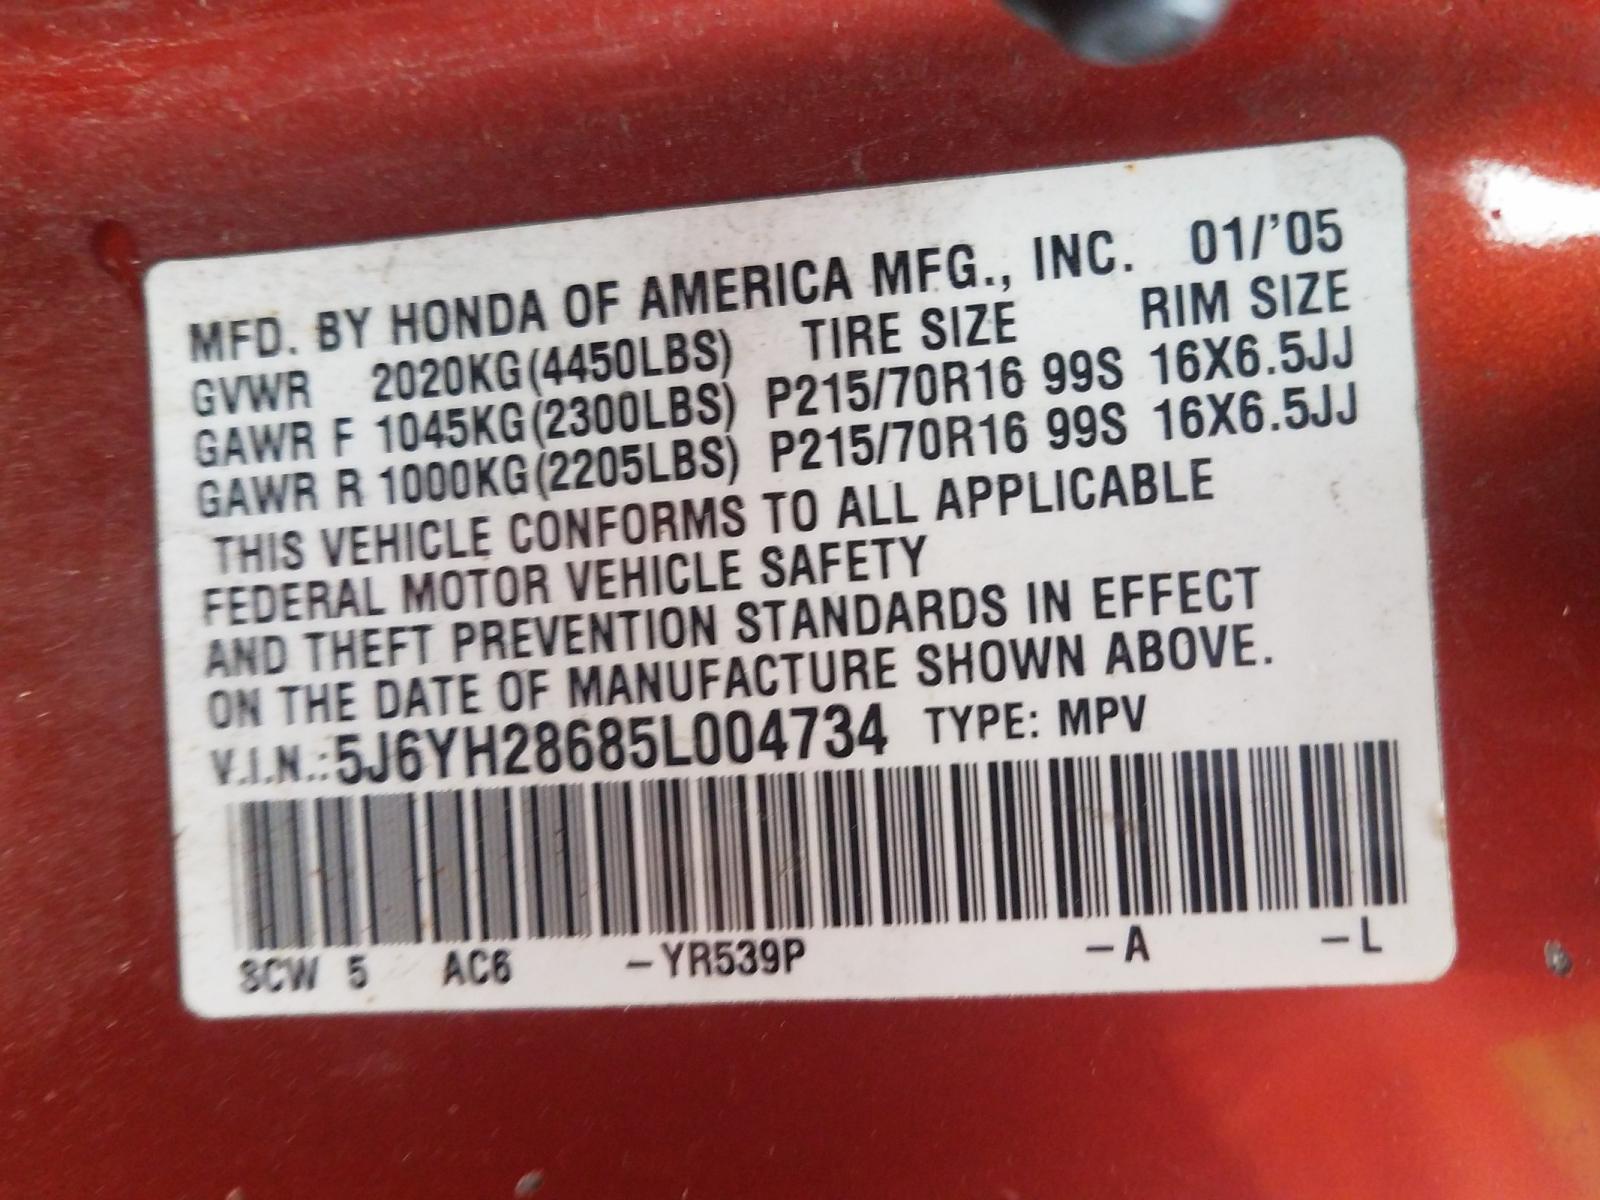 MFD. BY HONDA OF AMERICA MFG., INC. 01/'05
GVWR 2020KG(4450LBS) TIRE SIZE RIM SIZE
GAWR F 1045KG(2300LBS) P215/70R16 99S 16X6.5JJ
GAWR R 1000KG(2205LBS) P215/70R16 99S 16X6.5JJ
THIS VEHICLE CONFORMS TO ALL APPLICABLE
FEDERAL MOTOR VEHICLE SAFETY
AND THEFT PREVENTION STANDARDS IN EFFECT
ON THE DATE OF MANUFACTURE SHOWN ABOVE.
V.I.N.:5J6YH28685L004734 TYPE: MPV
SCW 5 AC6 -YR539P -A -L